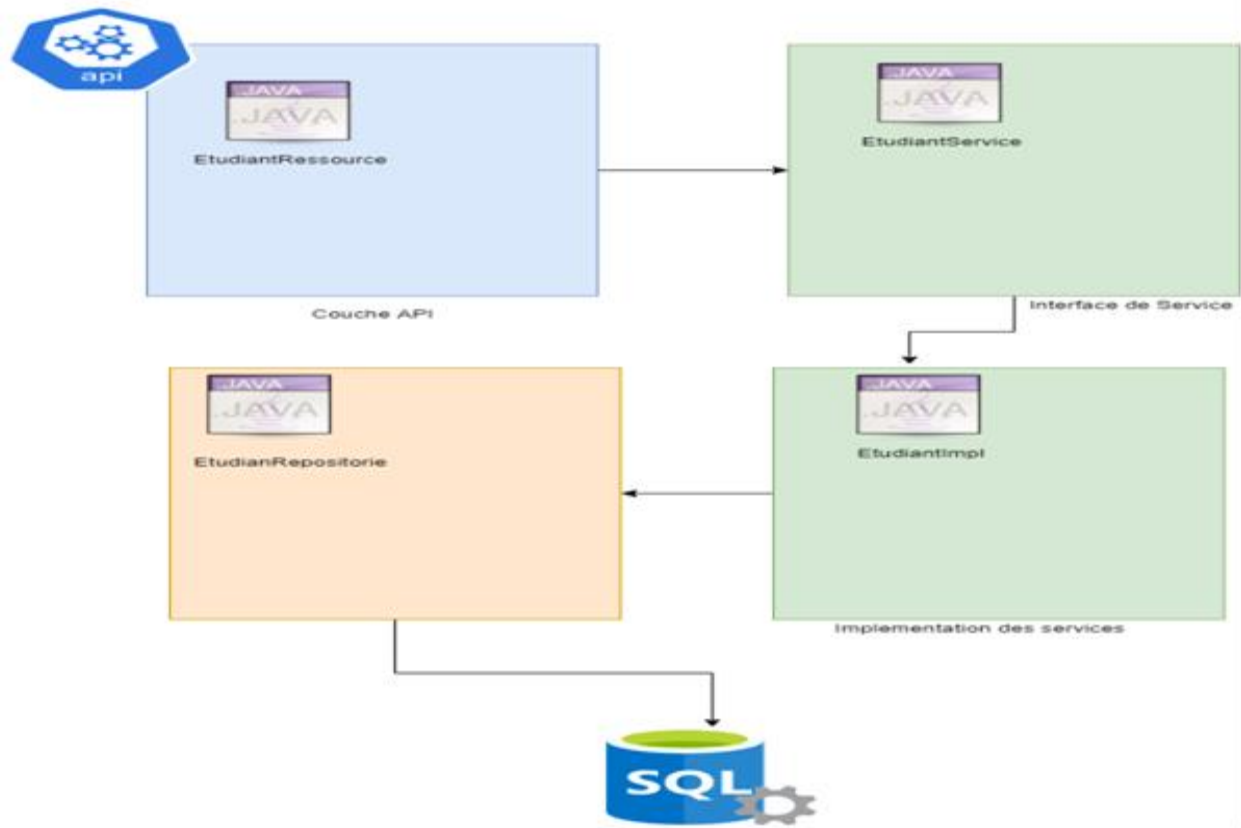 api
JAVA
.JAVA
EtudiantRessource
Couche API
JAVA
.JAVA
EtudiantService
Interface de Service
JAVA
.JAVA
EtudianRepositorie
JAVA
.JAVA
EtudiantImpl
Implementation des services
SQL